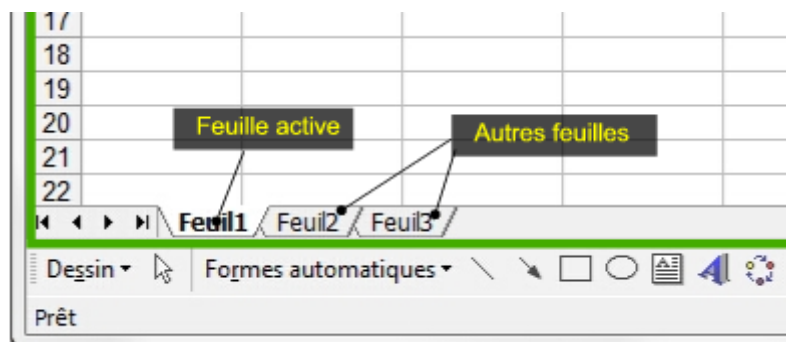 17
18
19
20 Feuille active Autres feuilles
21
22
Feuil1 Feuil2 Feuil3
Dessin Formes automatiques
Prêt